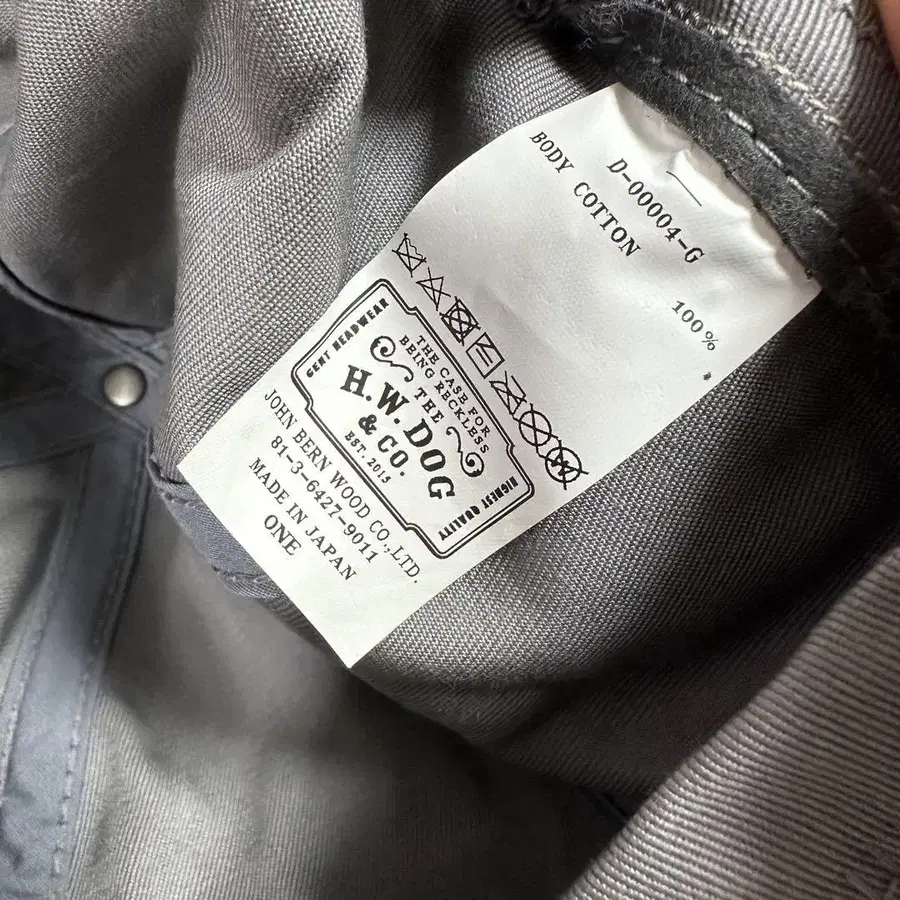 D-00004-G
BODY COTTON 100%
GENT HEADWEAR
THE CASE FOR
BEING RECKLESS
THE
H.W.DOG
& CO.
EST. 2015
HIGHEST QUALITY
JOHN BERN WOOD CO.,LTD.
81-3-6427-9011
MADE IN JAPAN
ONE